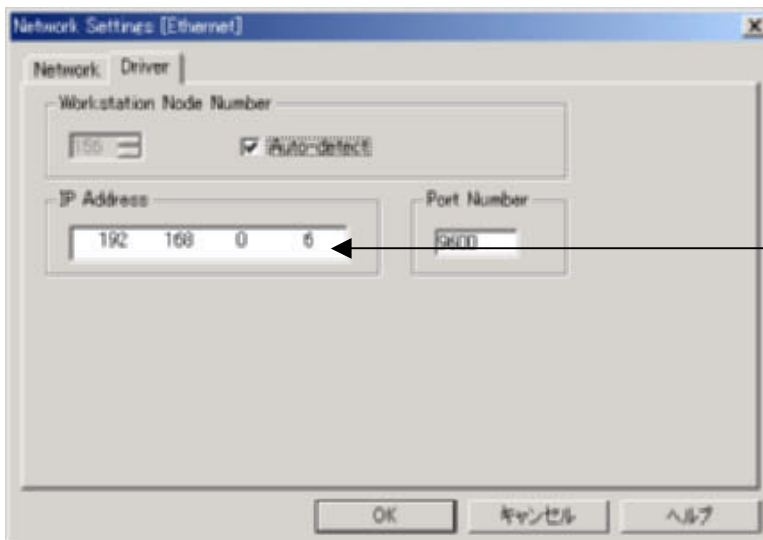 Network Settings [Ethernet]
Network Driver
Workstation Node Number
156 Auto-detect
IP Address Port Number
192 168 0 6 9600
OK キャンセル ヘルプ